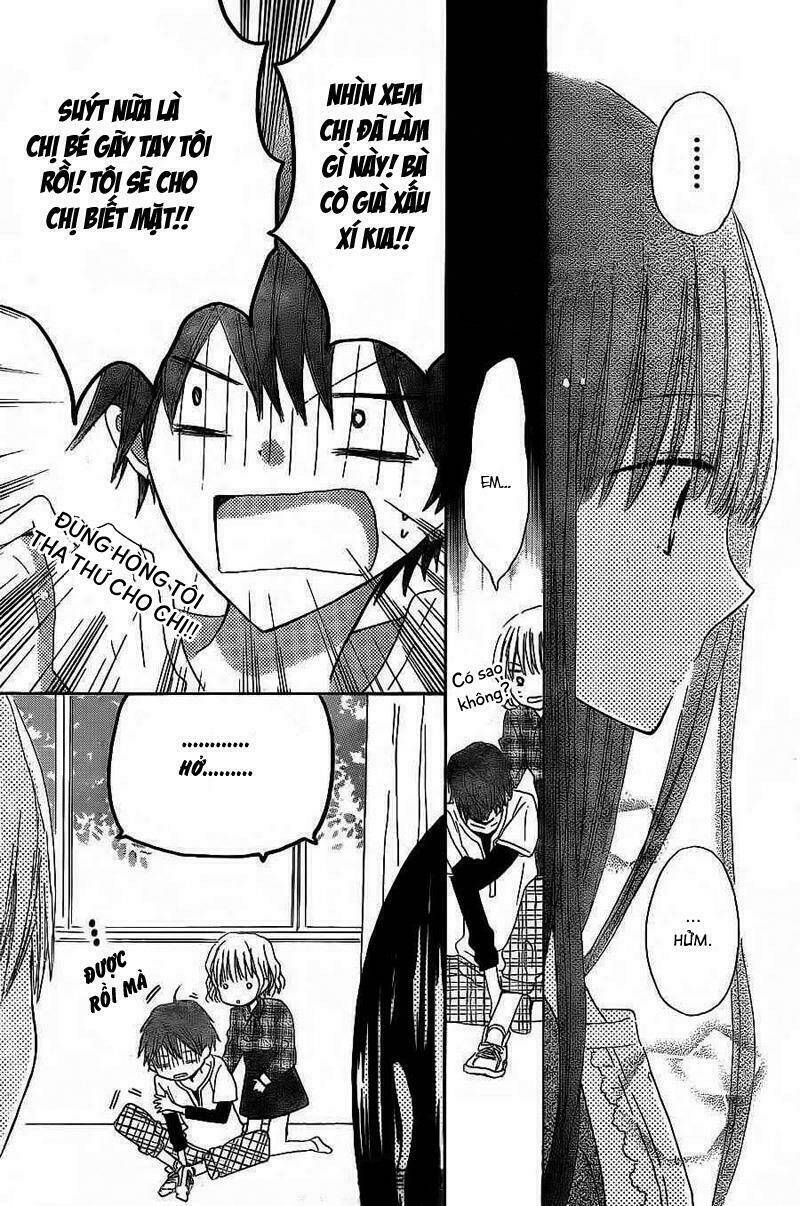 ......
EM...
Có sao
không?
...
HỬM.
NHÌN XEM
CHỊ ĐÃ LÀM
GÌ NÀY! BÀ
CÔ GIÀ XẤU
XÍ KIA!!
SUÝT NỮA LÀ
CHỊ BẺ GÃY TAY TÔI
RỒI! TÔI SẼ CHO
CHỊ BIẾT MẶT!!
ĐỪNG HÒNG TÔI
THA THỨ CHO CHỊ!!
.............
HỞ.........
...
ĐƯỢC
RỒI MÀ